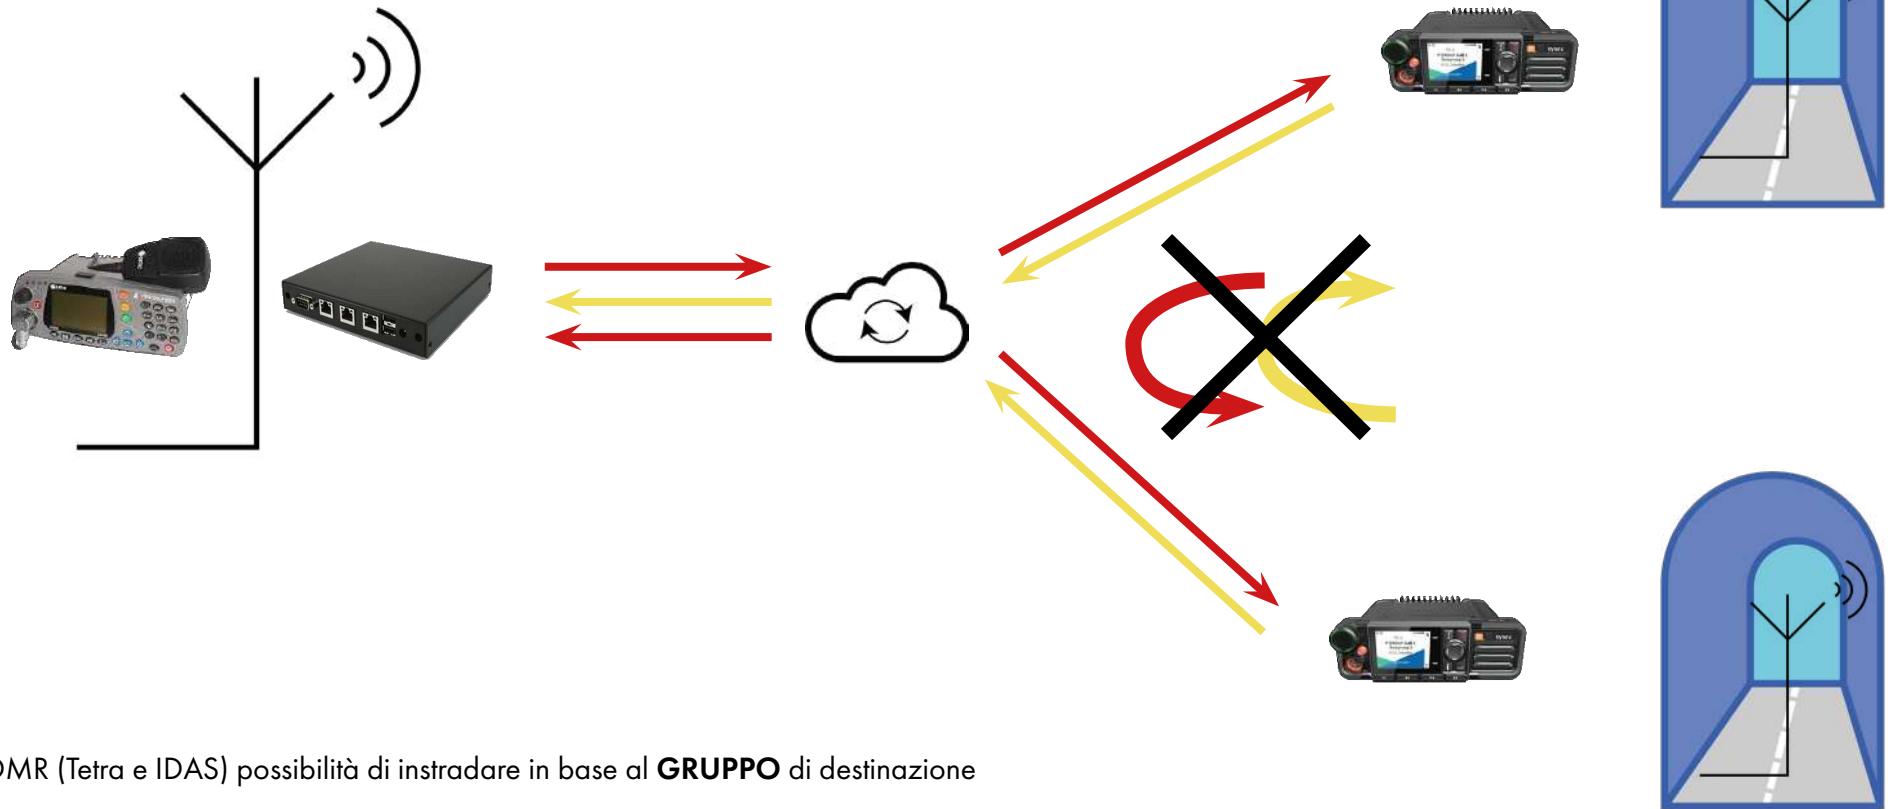 DMR (Tetra e IDAS) possibilità di instradare in base al GRUPPO di destinazione